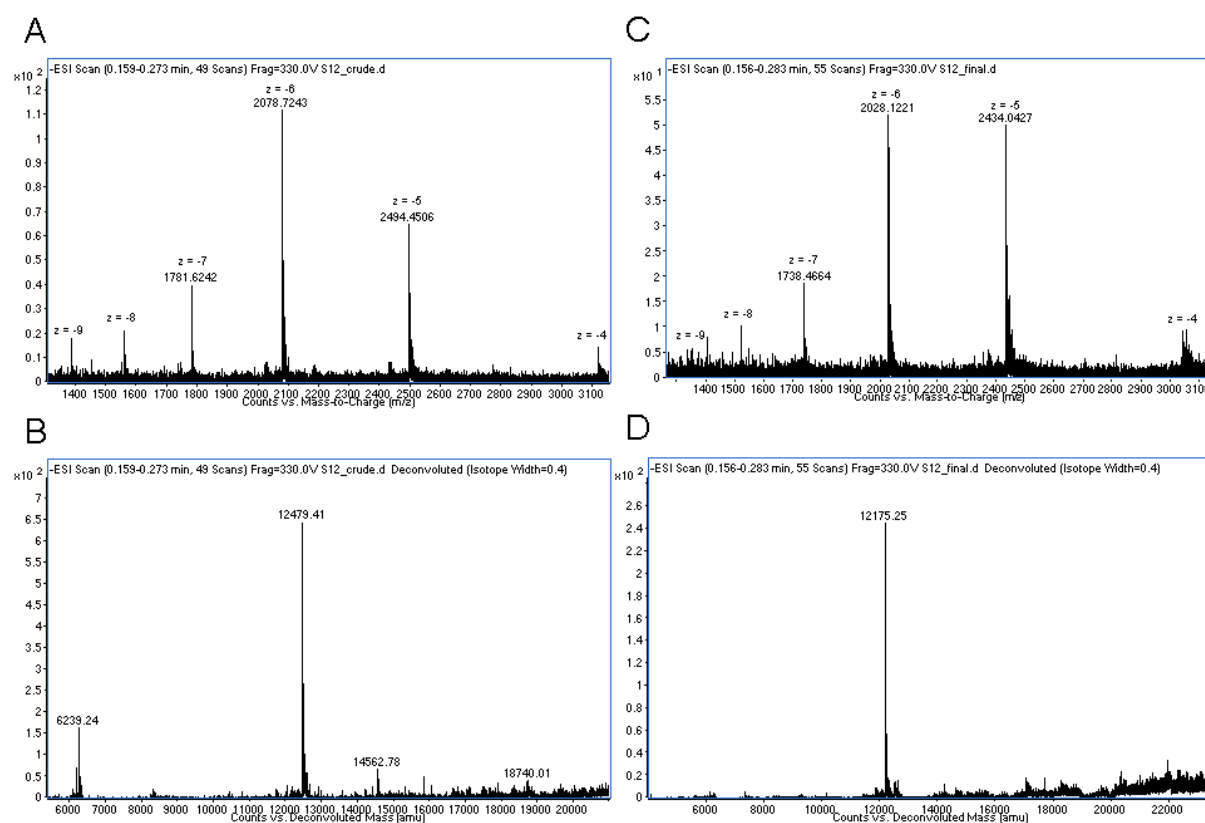 A
-ESI Scan (0.159-0.273 min, 49 Scans) Frag=330.0V S12_crude.d
x10 2
1.2
1.1
1
0.9
0.8
0.7
0.6
0.5
0.4
0.3
0.2
0.1
0
z = -9
z = -8
z = -7
1781.6242
z = -6
2078.7243
z = -5
2494.4506
z = -4
1400 1500 1600 1700 1800 1900 2000 2100 2200 2300 2400 2500 2600 2700 2800 2900 3000 3100
Counts vs. Mass-to-Charge (m/z)
C
-ESI Scan (0.156-0.283 min, 55 Scans) Frag=330.0V S12_final.d
x10 1
5.5
5
4.5
4
3.5
3
2.5
2
1.5
1
0.5
0
z = -9
z = -8
z = -7
1738.4664
z = -6
2028.1221
z = -5
2434.0427
z = -4
1400 1500 1600 1700 1800 1900 2000 2100 2200 2300 2400 2500 2600 2700 2800 2900 3000 3100
Counts vs. Mass-to-Charge (m/z)
B
-ESI Scan (0.159-0.273 min, 49 Scans) Frag=330.0V S12_crude.d Deconvoluted (Isotope Width=0.4)
x10 2
7
6.5
6
5.5
5
4.5
4
3.5
3
2.5
2
1.5
1
0.5
0
6239.24
12479.41
14562.78
18740.01
6000 7000 8000 9000 10000 11000 12000 13000 14000 15000 16000 17000 18000 19000 20000
Counts vs. Deconvoluted Mass (amu)
D
-ESI Scan (0.156-0.283 min, 55 Scans) Frag=330.0V S12_final.d Deconvoluted (Isotope Width=0.4)
x10 2
2.6
2.4
2.2
2
1.8
1.6
1.4
1.2
1
0.8
0.6
0.4
0.2
0
12175.25
6000 8000 10000 12000 14000 16000 18000 20000 22000
Counts vs. Deconvoluted Mass (amu)